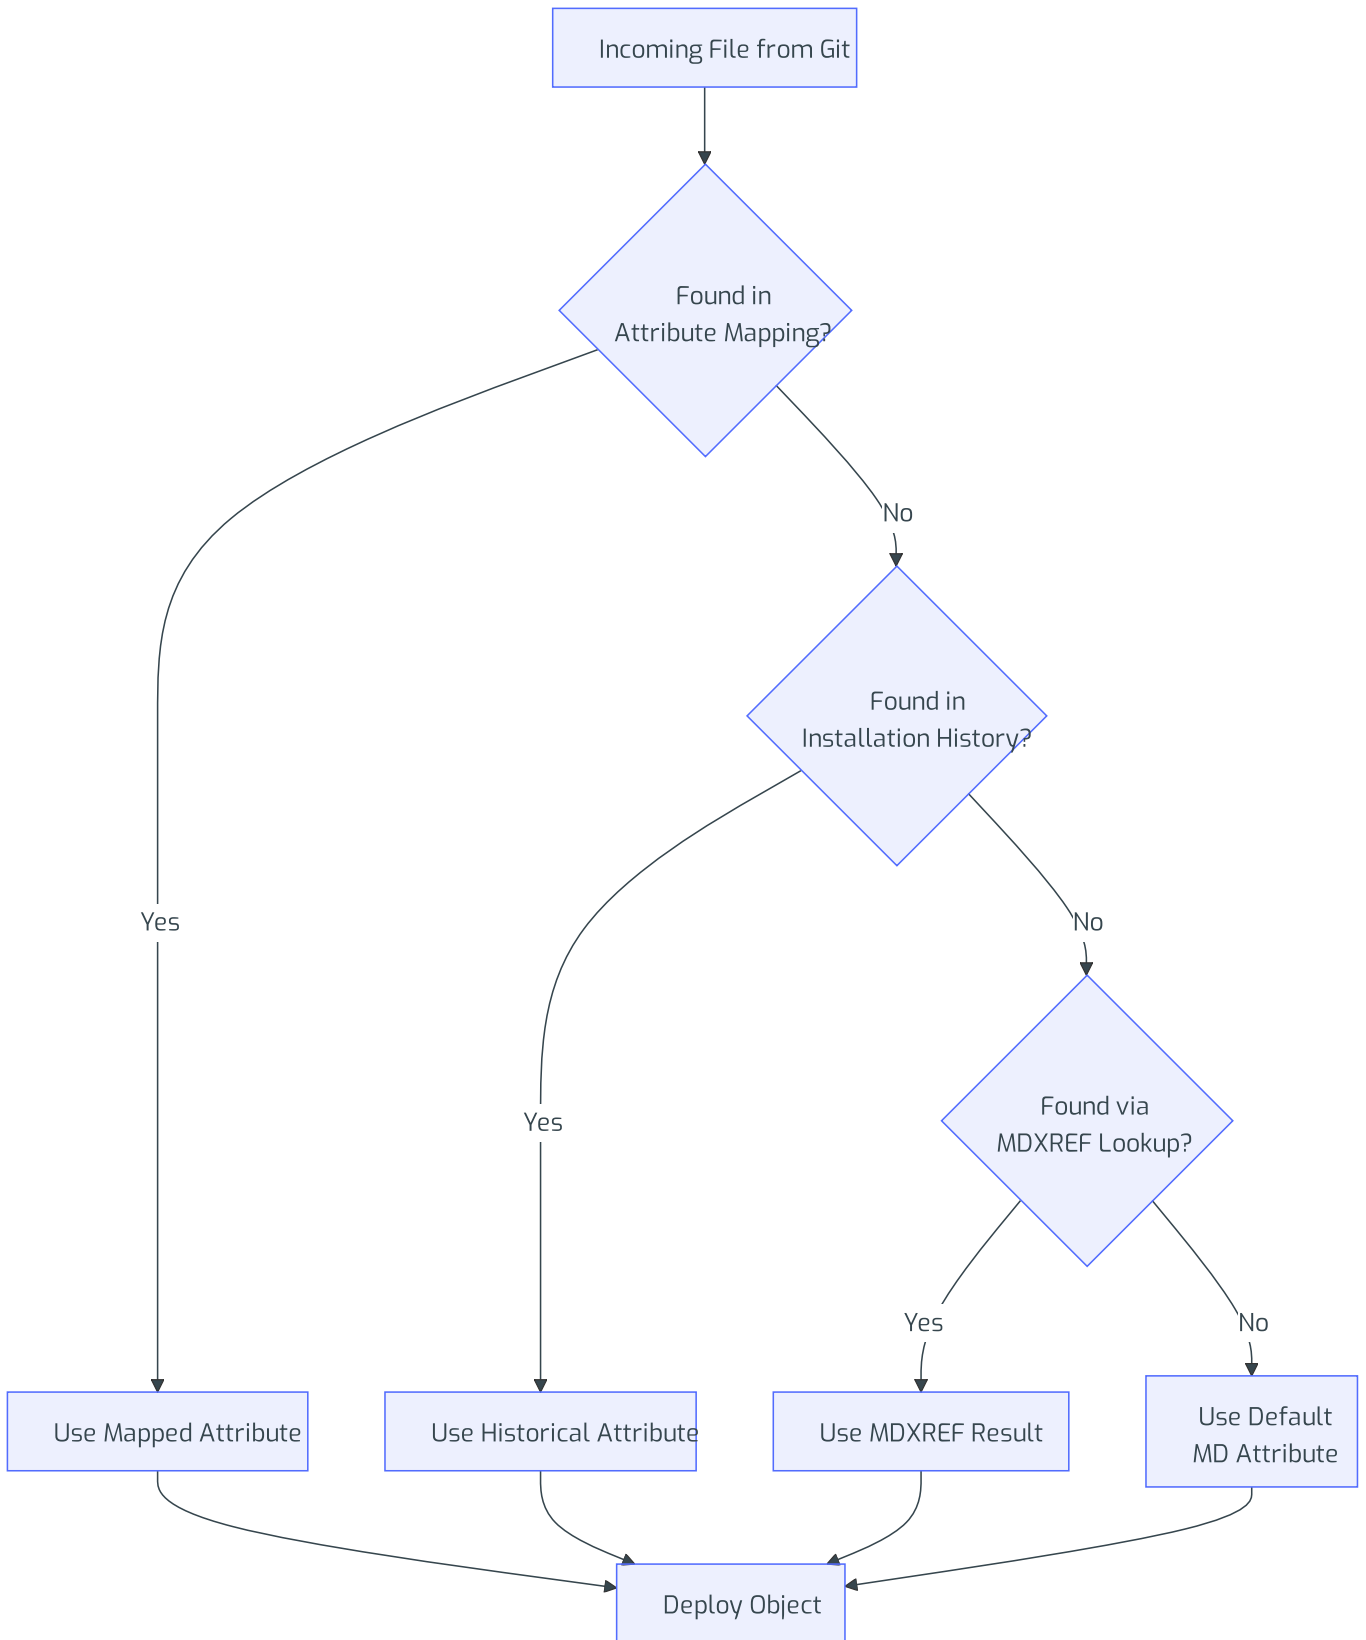 Incoming File from Git
Found in
Attribute Mapping?
No
Found in
Installation History?
Yes
No
Yes
Found via
MDXREF Lookup?
Yes
No
Use Mapped Attribute
Use Historical Attribute
Use MDXREF Result
Use Default
MD Attribute
Deploy Object